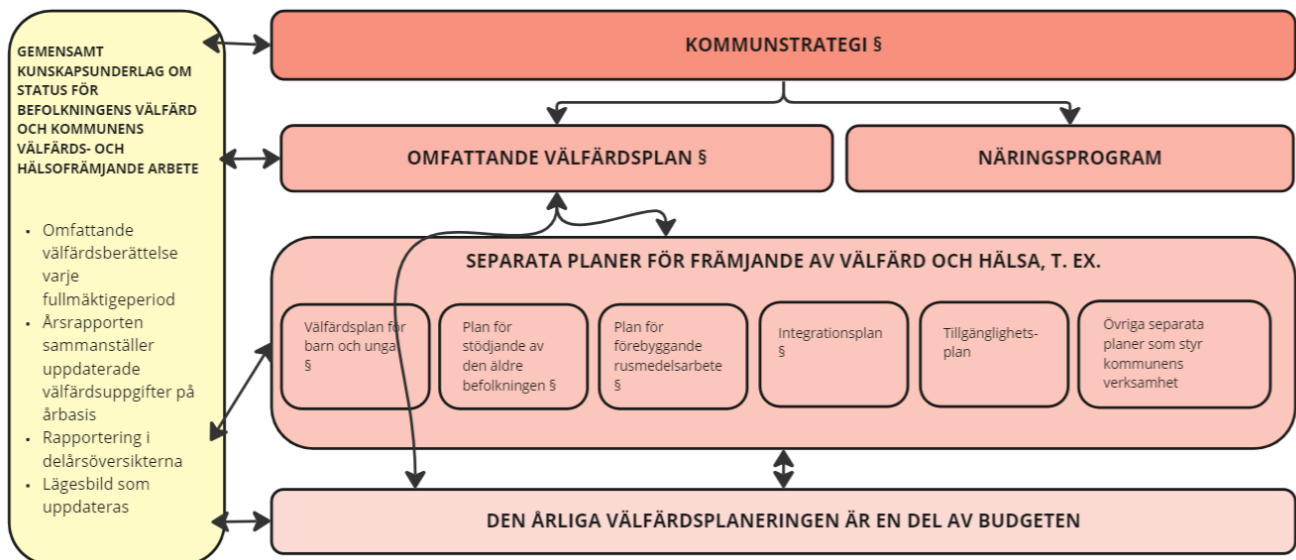 GEMENSAMT
KUNSKAPSUNDERLAG OM
STATUS FÖR
BEFOLKNINGENS VÄLFÄRD
OCH KOMMUNENS
VÄLFÄRDS- OCH
HÄLSOFRÄMJANDE ARBETE
• Omfattande
välfärdsberättelse
varje
fullmäktigeperiod
• Årsrapporten
sammanställer
uppdaterade
välfärdsuppgifter på
årbasis
• Rapportering i
delårsöversikterna
• Lägesbild som
uppdateras
KOMMUNSTRATEGI §
OMFATTANDE VÄLFÄRDSPLAN §
NÄRINGSPROGRAM
SEPARATA PLANER FÖR FRÄMJANDE AV VÄLFÄRD OCH HÄLSA, T. EX.
Välfärdsplan för
barn och unga
§
Plan för
stödjande av
den äldre
befolkningen §
Plan för
förebyggande
rusmedelsarbete
§
Integrationsplan
§
Tillgänglighets-
plan
Övriga separata
planer som styr
kommunens
verksamhet
DEN ÅRLIGA VÄLFÄRDSPLANERINGEN ÄR EN DEL AV BUDGETEN